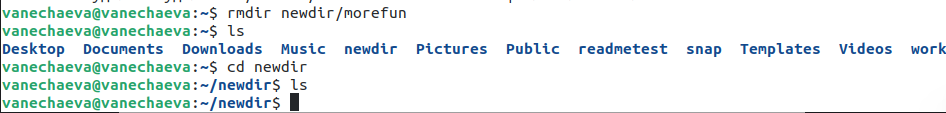 vanechaeva@vanechaeva:~$ rmdir newdir/morefun
vanechaeva@vanechaeva:~$ ls
Desktop  Documents  Downloads  Music  newdir  Pictures  Public  readmetest  snap  Templates  Videos  work
vanechaeva@vanechaeva:~$ cd newdir
vanechaeva@vanechaeva:~/newdir$ ls
vanechaeva@vanechaeva:~/newdir$